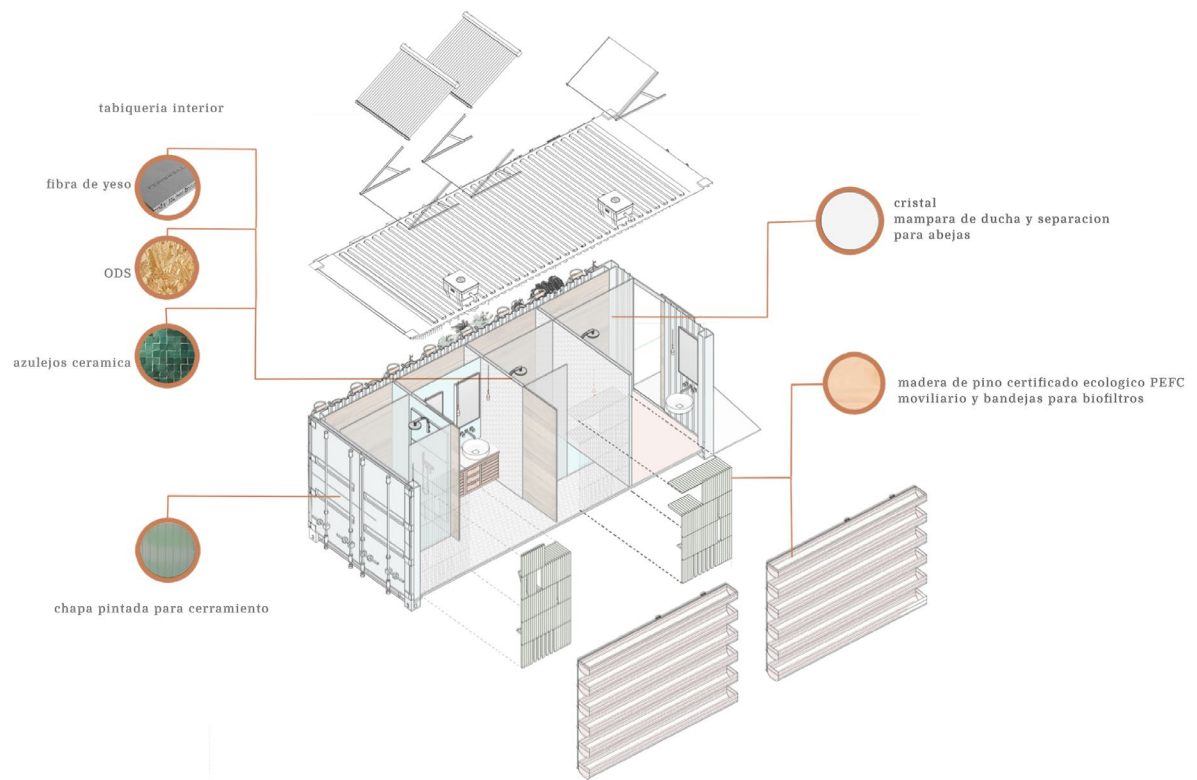 tabiqueria interior
fibra de yeso
ODS
azulejos ceramica
chapa pintada para cerramiento
cristal
mampara de ducha y separacion
para abejas
madera de pino certificado ecologico PEFC
moviliario y bandejas para biofiltros